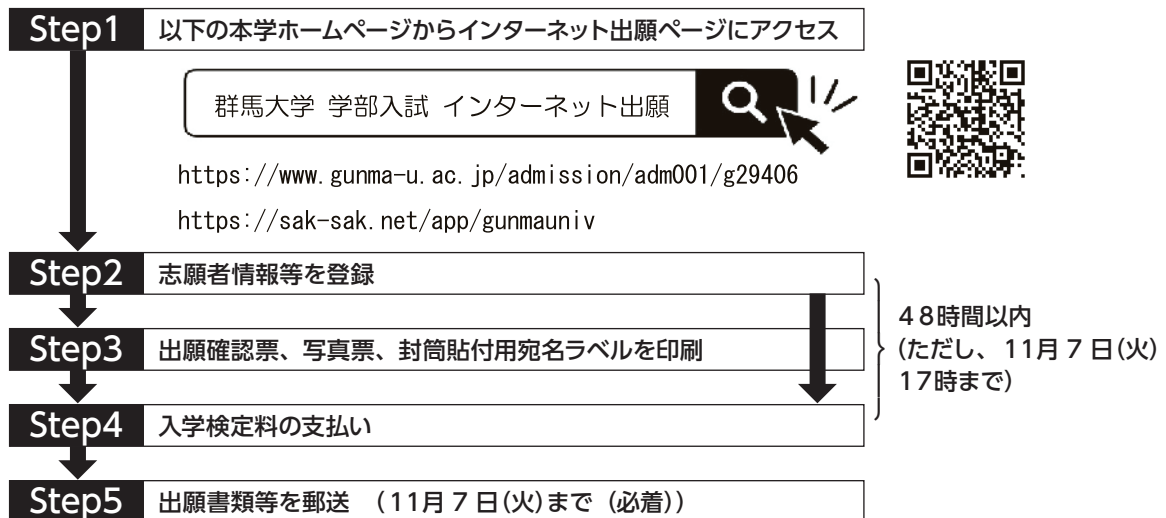 Step1 以下の本学ホームページからインターネット出願ページにアクセス
群馬大学 学部入試 インターネット出願
https://www.gunma-u.ac.jp/admission/adm001/g29406
https://sak-sak.net/app/gunmauniv
Step2 志願者情報等を登録
Step3 出願確認票、写真票、封筒貼付用宛名ラベルを印刷
Step4 入学検定料の支払い
48時間以内
(ただし、11月7日(火)
17時まで)
Step5 出願書類等を郵送 (11月7日(火)まで (必着))